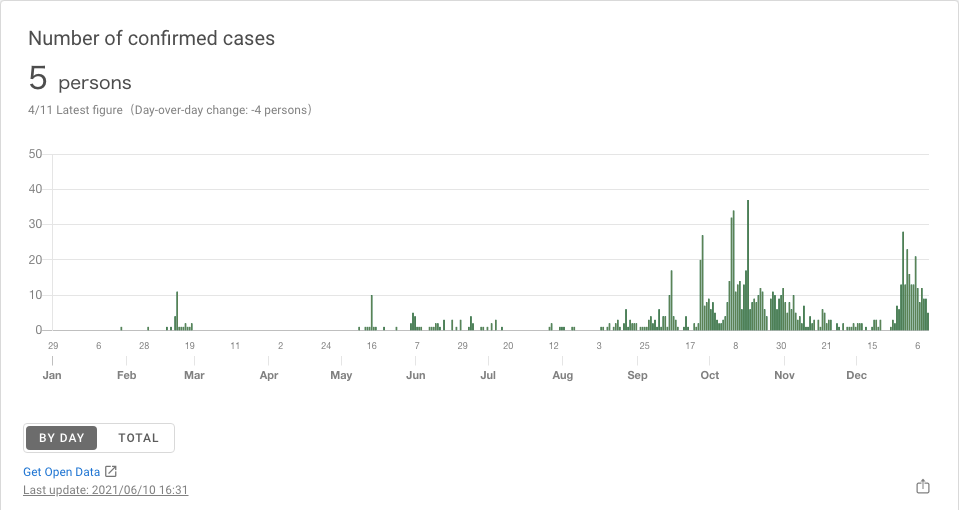 Number of confirmed cases
5 persons
4/11 Latest figure（Day-over-day change: -4 persons）
50
40
30
20
10
0
29 6 28 19 11 2 24 16 7 29 20 12 3 25 17 8 30 21 15 6
Jan Feb Mar Apr May Jun Jul Aug Sep Oct Nov Dec
BY DAY TOTAL
Get Open Data
Last update: 2021/06/10 16:31